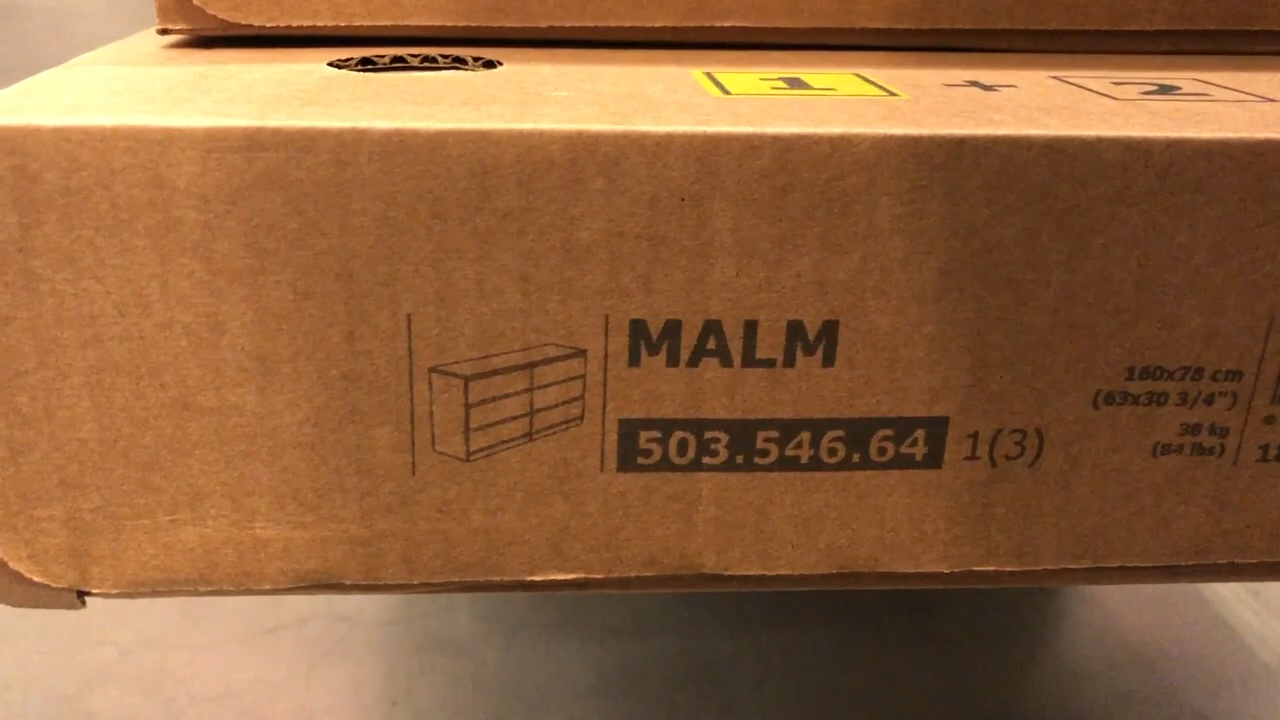 1 + 2
MALM
503.546.64 1(3)
160x78 cm
(63x30 3/4")
38 kg
(84 lbs)